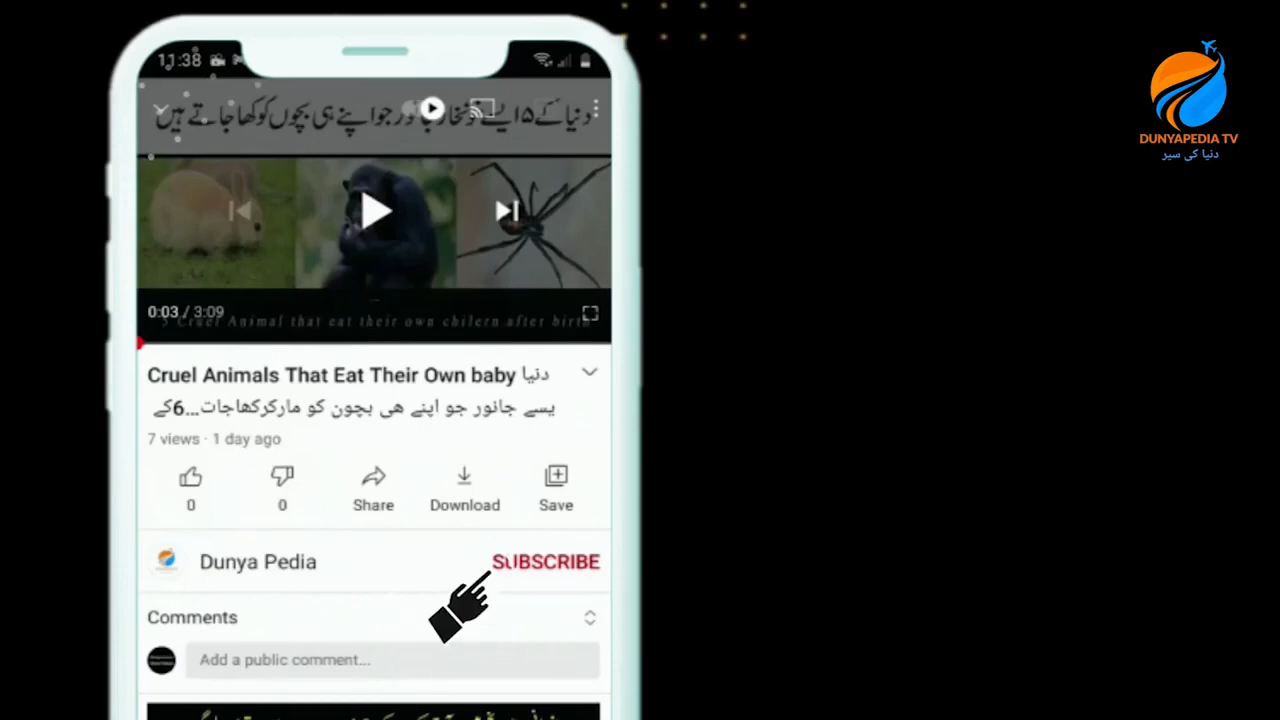 11:38
DUNYAPEDIA TV
دنیا کی سیر
دنیا کے ۵ ایسے جو اپنے ہی بچوں کو کھا جاتے ہیں
0:03 / 3:09
5 Cruel Animal that eat their own chilern after birth
Cruel Animals That Eat Their Own baby دنیا
کے6...یسے جانور جو اپنے ھی بچون کو مارکرکھاجات
7 views · 1 day ago
0
0
Share
Download
Save
Dunya Pedia
SUBSCRIBE
Comments
Add a public comment...